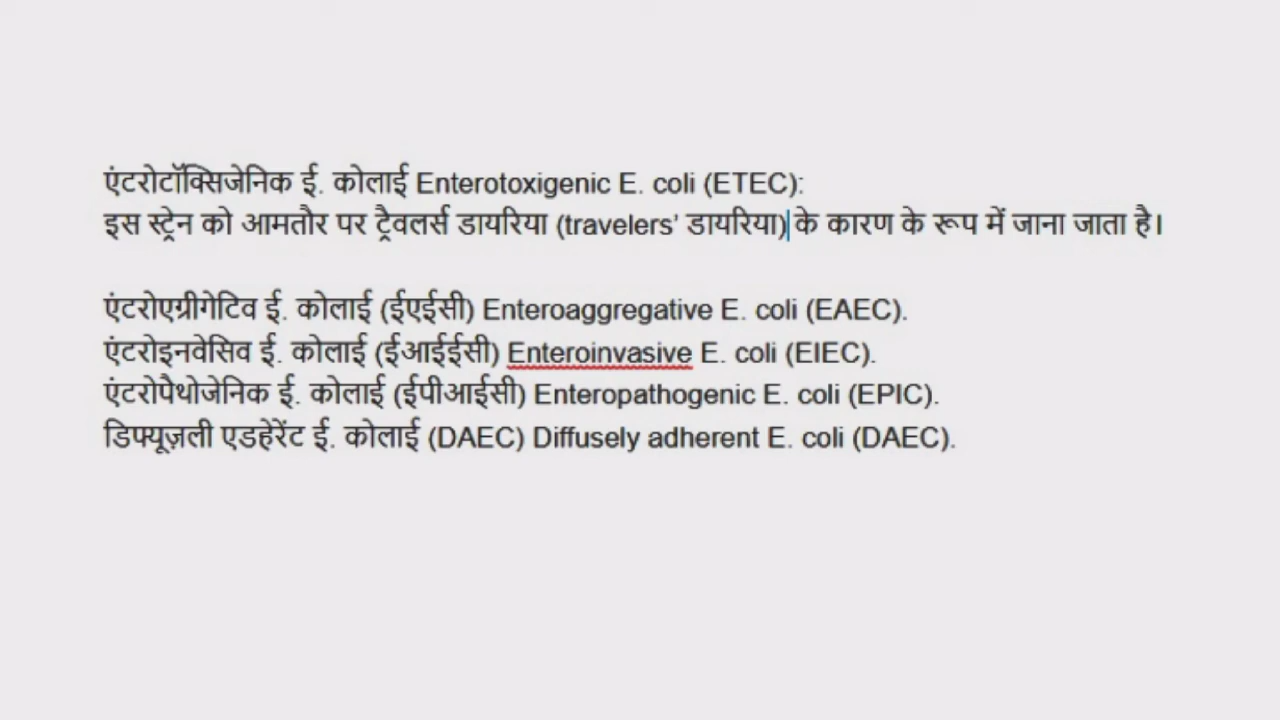 एंटरोटॉक्सिजेनिक ई. कोलाई Enterotoxigenic E. coli (ETEC):
इस स्ट्रेन को आमतौर पर ट्रैवलर्स डायरिया (travelers’ डायरिया) के कारण के रूप में जाना जाता है।
एंटरोएग्रीगेटिव ई. कोलाई (ईएईसी) Enteroaggregative E. coli (EAEC).
एंटरोइनवेसिव ई. कोलाई (ईआईईसी) Enteroinvasive E. coli (EIEC).
एंटरोपैथोजेनिक ई. कोलाई (ईपीआईसी) Enteropathogenic E. coli (EPIC).
डिफ्यूज़ली एडहेरेंट ई. कोलाई (DAEC) Diffusely adherent E. coli (DAEC).